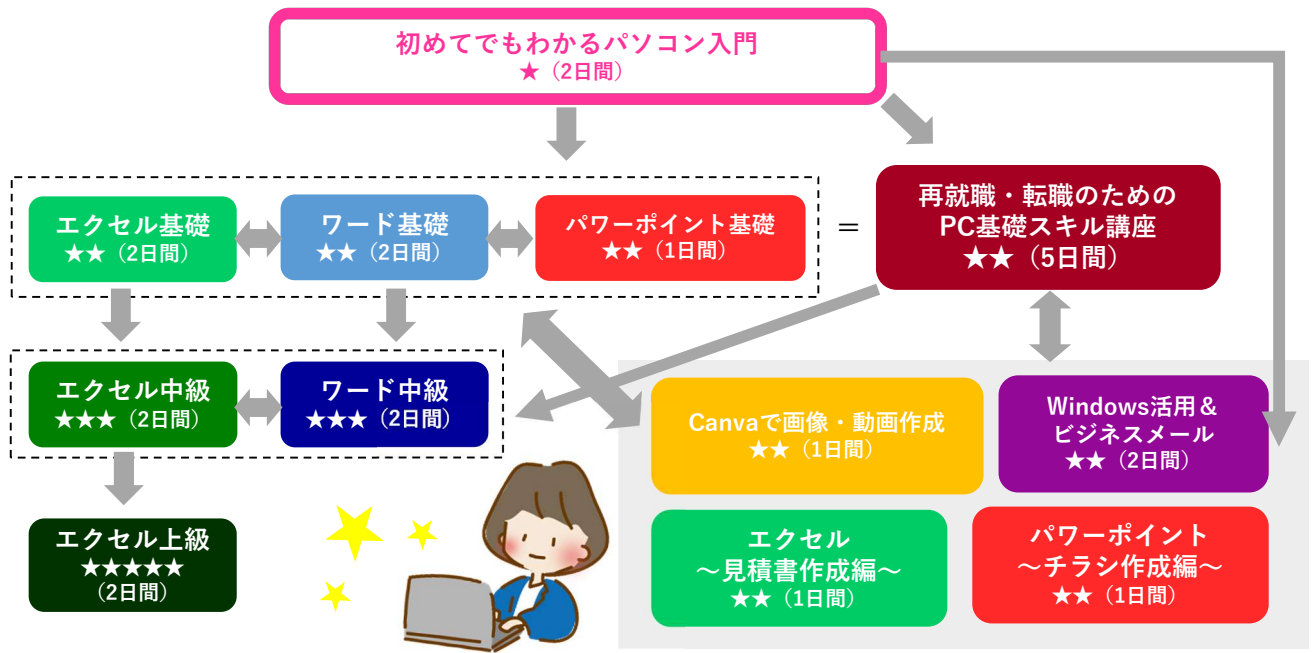 初めてでもわかるパソコン入門
★（2日間）
エクセル基礎
★★（2日間）
ワード基礎
★★（2日間）
パワーポイント基礎
★★（1日間）
＝
再就職・転職のための
PC基礎スキル講座
★★（5日間）
エクセル中級
★★★（2日間）
ワード中級
★★★（2日間）
Canvaで画像・動画作成
★★（1日間）
Windows活用＆
ビジネスメール
★★（2日間）
エクセル上級
★★★★★
（2日間）
エクセル
～見積書作成編～
★★（1日間）
パワーポイント
～チラシ作成編～
★★（1日間）